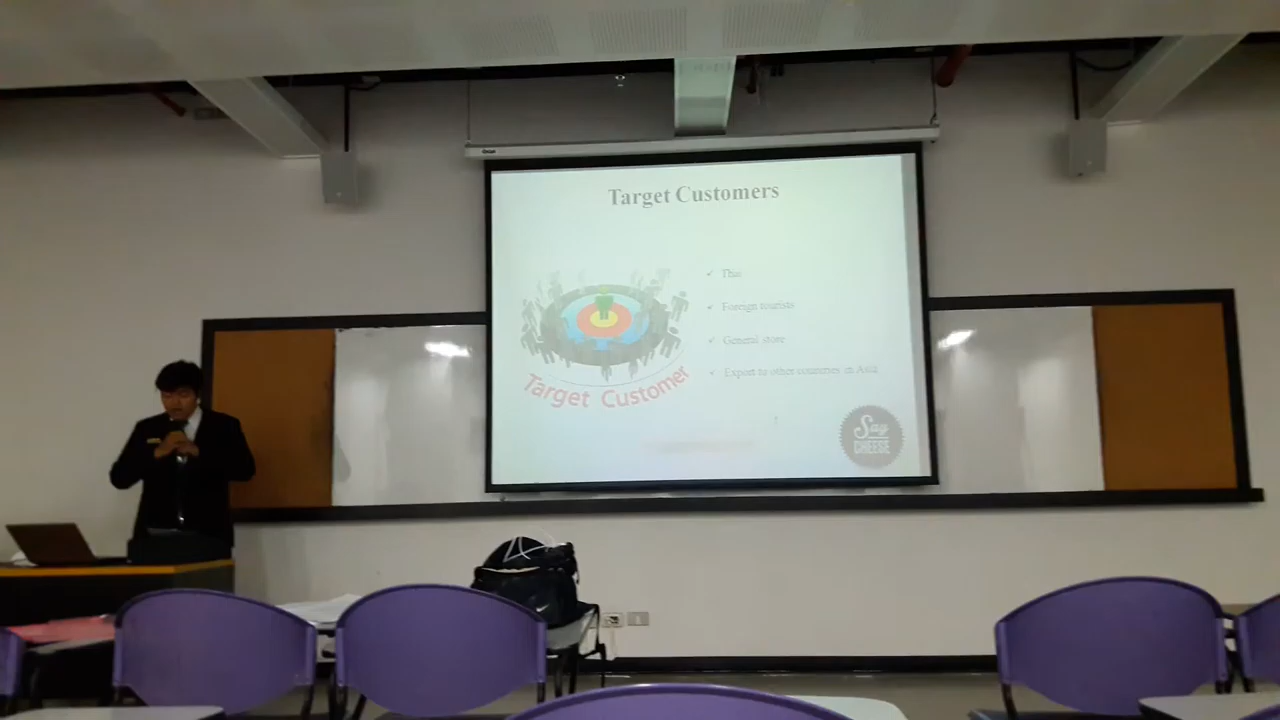 Target Customers
✓ Thai
✓ Foreign tourists
✓ General store
✓ Export to other countries in Asia
Target Customer
Say
CHEESE